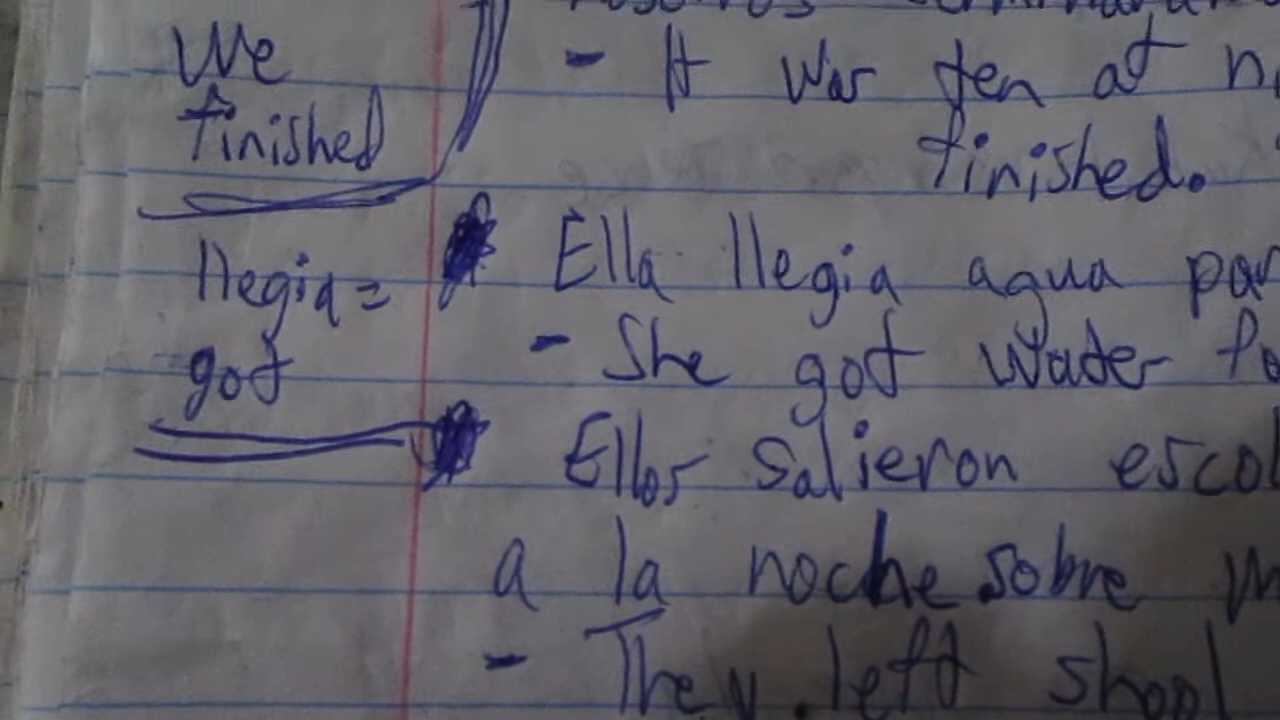 We
finished
- It was ten at
finished.
llegia =
got
Ella llegia agua
- She got water
Ellos salieron
a la noche sobre
- They left shool